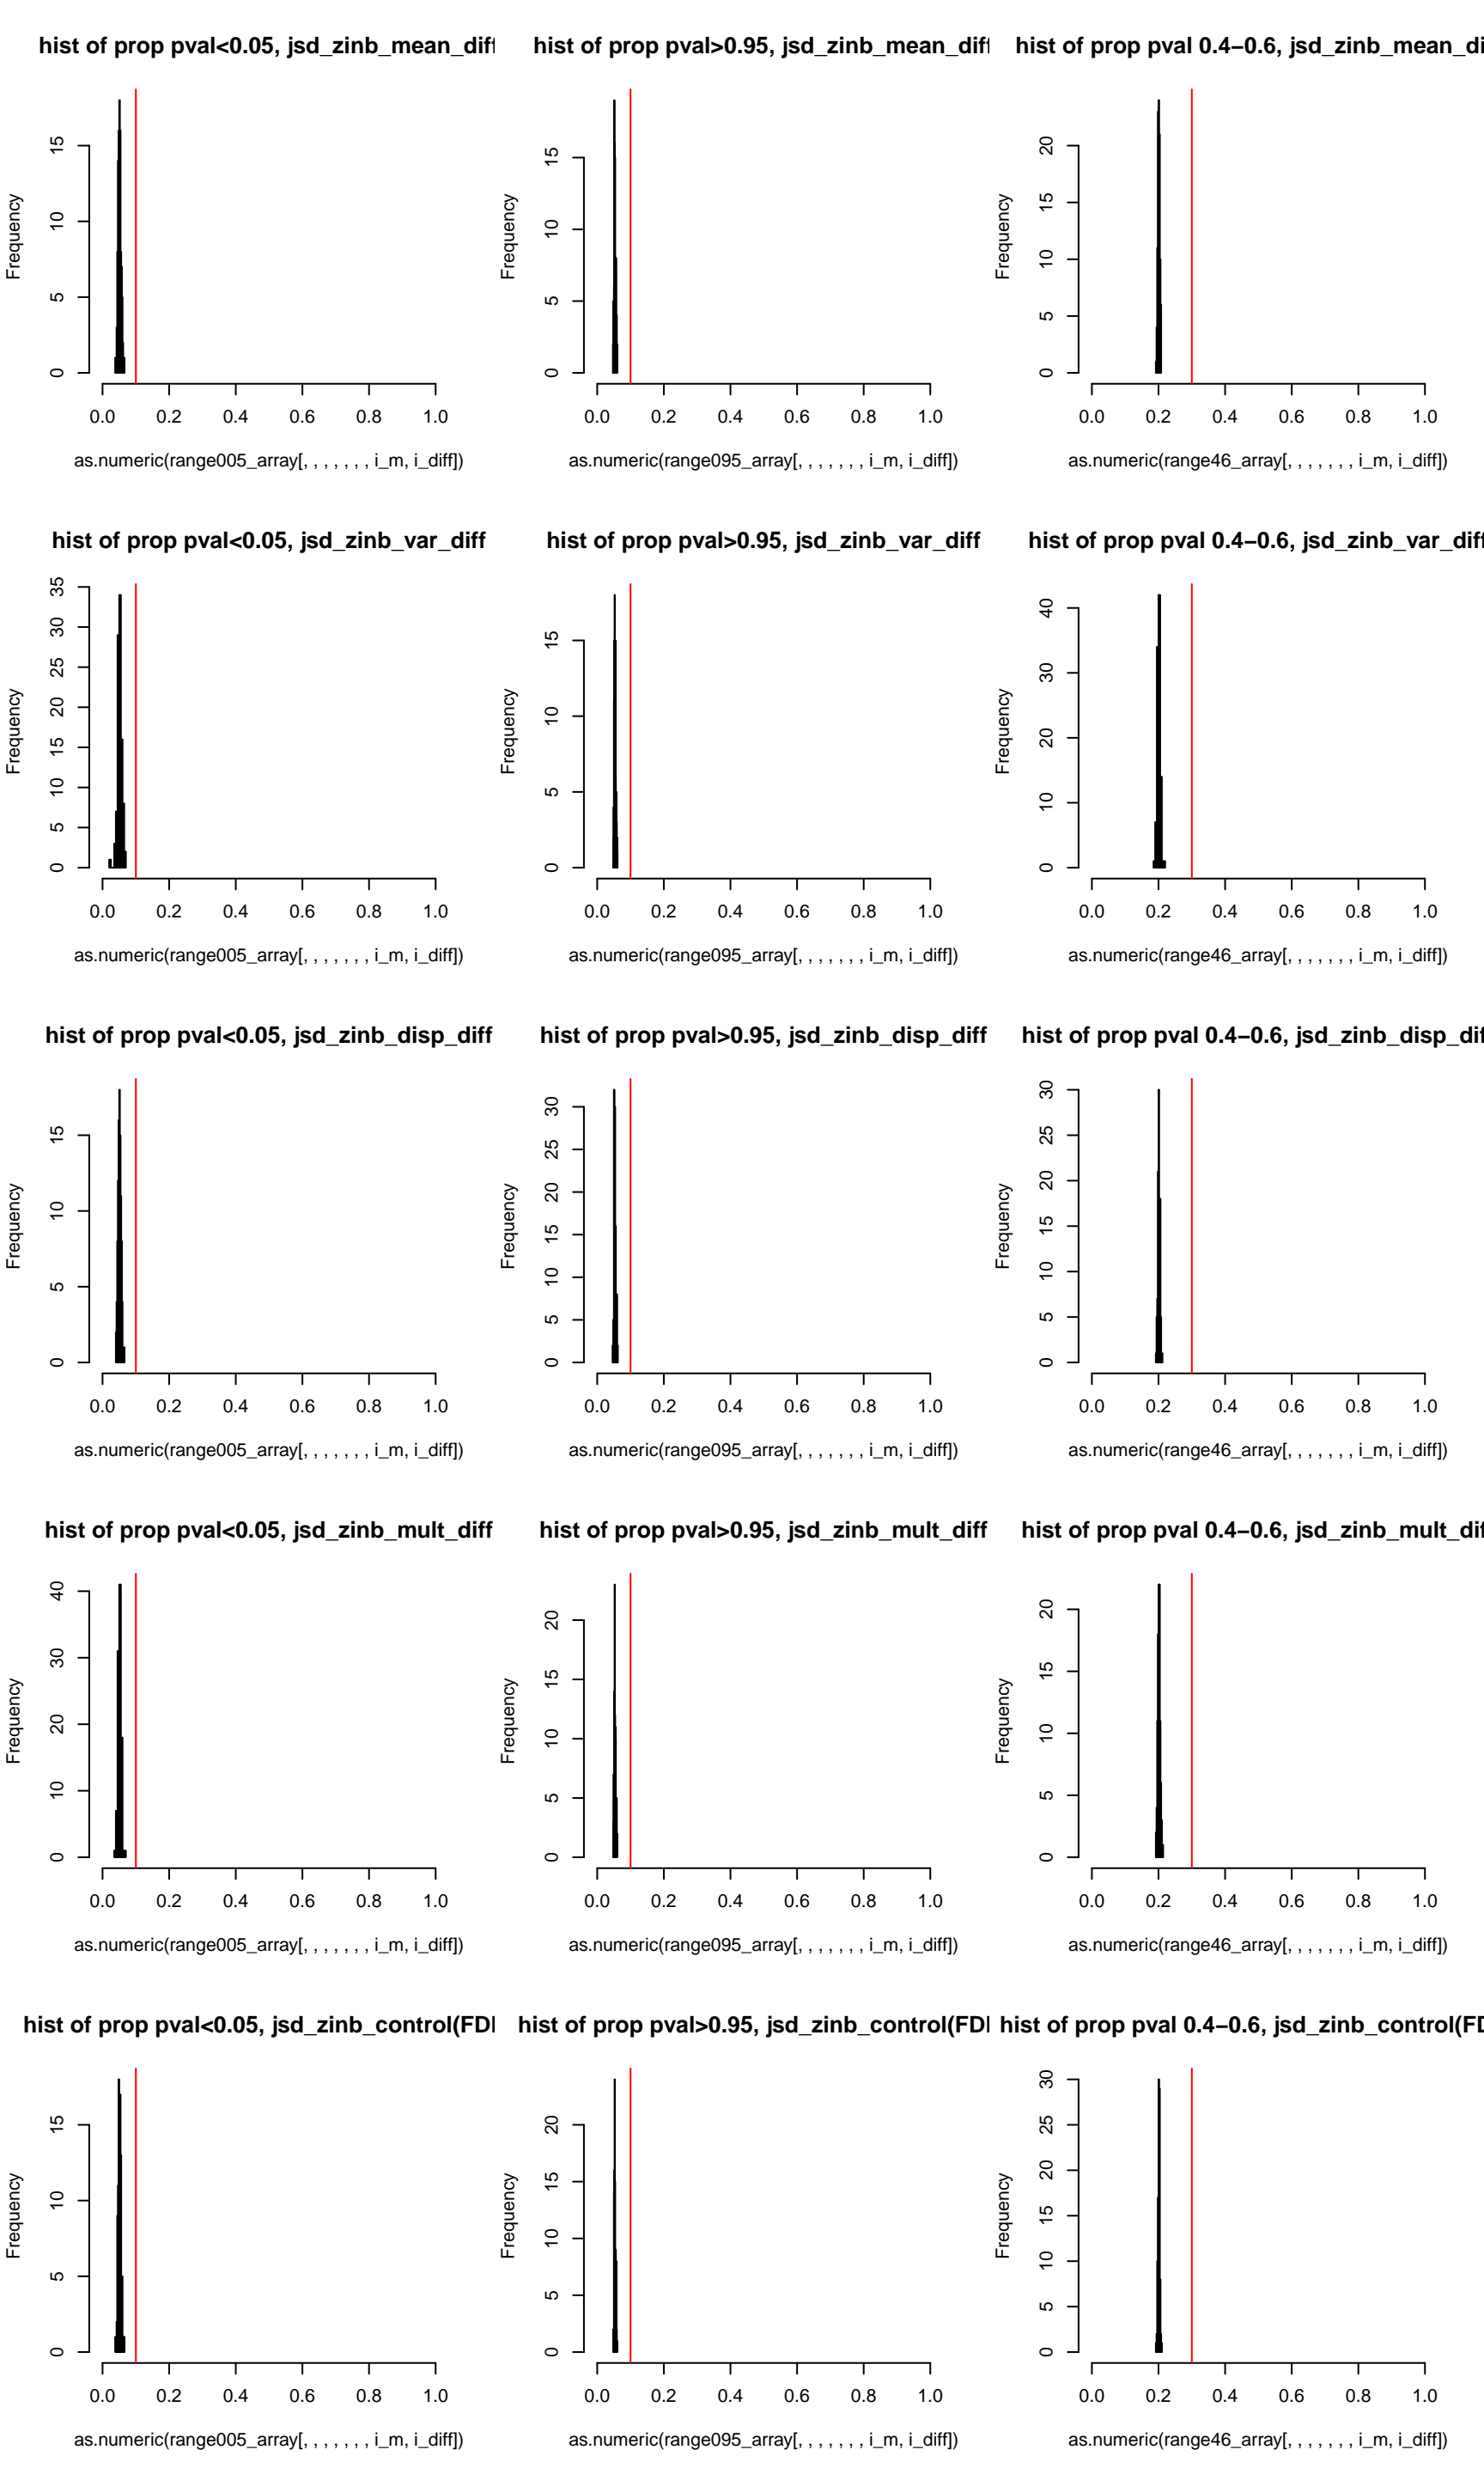 hist of prop pval<0.05, jsd_zinb_mean_diff
Frequency
0 5 10 15
0.0 0.2 0.4 0.6 0.8 1.0
as.numeric(range005_array[, , , , , , , i_m, i_diff])
hist of prop pval>0.95, jsd_zinb_mean_diff
Frequency
0 5 10 15
0.0 0.2 0.4 0.6 0.8 1.0
as.numeric(range095_array[, , , , , , , i_m, i_diff])
hist of prop pval 0.4−0.6, jsd_zinb_mean_di
Frequency
0 5 10 15 20
0.0 0.2 0.4 0.6 0.8 1.0
as.numeric(range46_array[, , , , , , , i_m, i_diff])
hist of prop pval<0.05, jsd_zinb_var_diff
Frequency
0 5 10 15 20 25 30 35
0.0 0.2 0.4 0.6 0.8 1.0
as.numeric(range005_array[, , , , , , , i_m, i_diff])
hist of prop pval>0.95, jsd_zinb_var_diff
Frequency
0 5 10 15
0.0 0.2 0.4 0.6 0.8 1.0
as.numeric(range095_array[, , , , , , , i_m, i_diff])
hist of prop pval 0.4−0.6, jsd_zinb_var_diff
Frequency
0 10 20 30 40
0.0 0.2 0.4 0.6 0.8 1.0
as.numeric(range46_array[, , , , , , , i_m, i_diff])
hist of prop pval<0.05, jsd_zinb_disp_diff
Frequency
0 5 10 15
0.0 0.2 0.4 0.6 0.8 1.0
as.numeric(range005_array[, , , , , , , i_m, i_diff])
hist of prop pval>0.95, jsd_zinb_disp_diff
Frequency
0 5 10 15 20 25 30
0.0 0.2 0.4 0.6 0.8 1.0
as.numeric(range095_array[, , , , , , , i_m, i_diff])
hist of prop pval 0.4−0.6, jsd_zinb_disp_dif
Frequency
0 5 10 15 20 25 30
0.0 0.2 0.4 0.6 0.8 1.0
as.numeric(range46_array[, , , , , , , i_m, i_diff])
hist of prop pval<0.05, jsd_zinb_mult_diff
Frequency
0 10 20 30 40
0.0 0.2 0.4 0.6 0.8 1.0
as.numeric(range005_array[, , , , , , , i_m, i_diff])
hist of prop pval>0.95, jsd_zinb_mult_diff
Frequency
0 5 10 15 20
0.0 0.2 0.4 0.6 0.8 1.0
as.numeric(range095_array[, , , , , , , i_m, i_diff])
hist of prop pval 0.4−0.6, jsd_zinb_mult_dif
Frequency
0 5 10 15 20
0.0 0.2 0.4 0.6 0.8 1.0
as.numeric(range46_array[, , , , , , , i_m, i_diff])
hist of prop pval<0.05, jsd_zinb_control(FD
Frequency
0 5 10 15
0.0 0.2 0.4 0.6 0.8 1.0
as.numeric(range005_array[, , , , , , , i_m, i_diff])
hist of prop pval>0.95, jsd_zinb_control(FD
Frequency
0 5 10 15 20
0.0 0.2 0.4 0.6 0.8 1.0
as.numeric(range095_array[, , , , , , , i_m, i_diff])
hist of prop pval 0.4−0.6, jsd_zinb_control(FD
Frequency
0 5 10 15 20 25 30
0.0 0.2 0.4 0.6 0.8 1.0
as.numeric(range46_array[, , , , , , , i_m, i_diff])